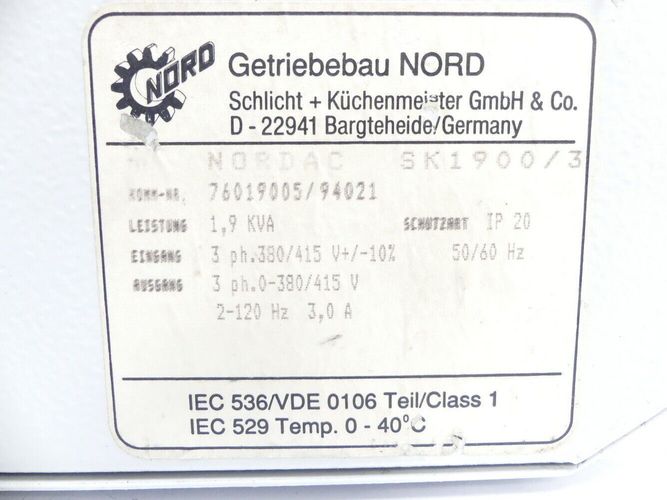 NORD
Getriebebau NORD
Schlicht + Küchenmeister GmbH & Co.
D - 22941 Bargteheide/Germany
NORDAC SK1900/3
KOMM-NR. 76019005/94021
LEISTUNG 1,9 KVA SCHUTZART IP 20
EINGANG 3 ph.380/415 V+/-10% 50/60 Hz
AUSGANG 3 ph.0-380/415 V
2-120 Hz 3,0 A
IEC 536/VDE 0106 Teil/Class 1
IEC 529 Temp. 0 - 40°C